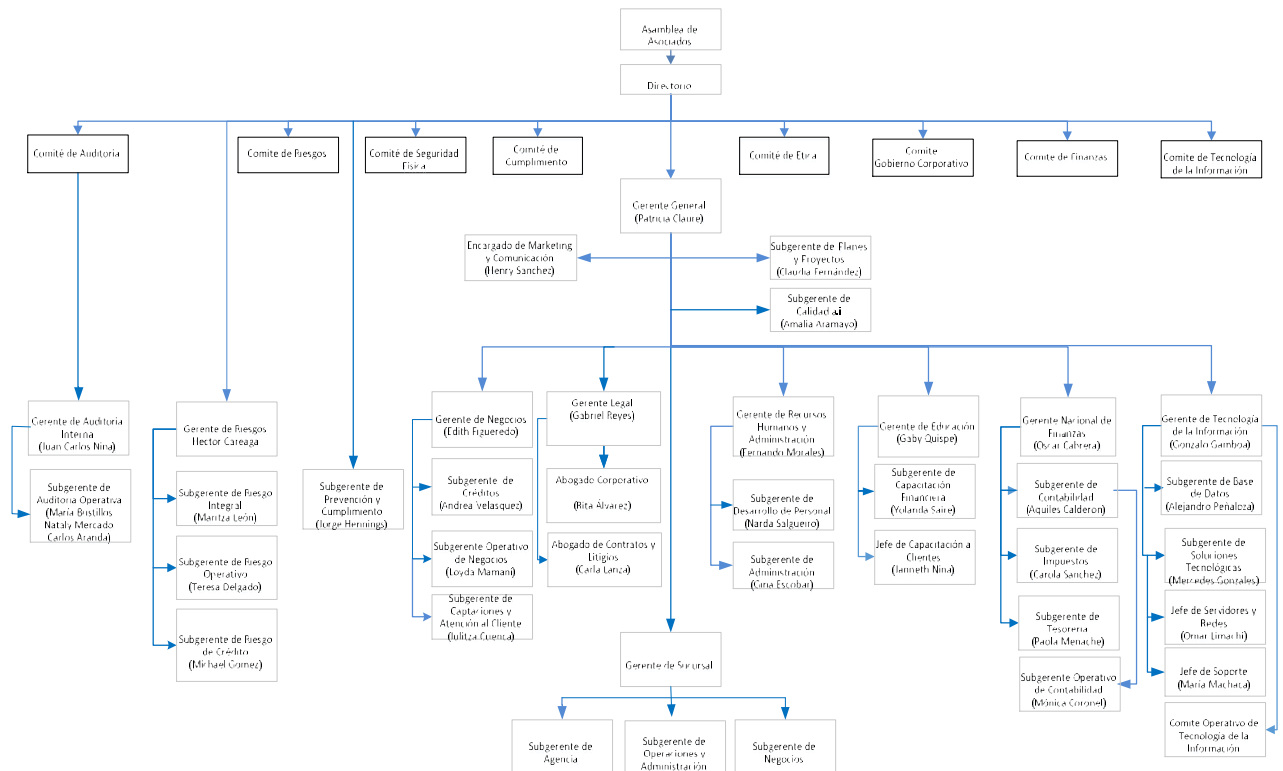 Asamblea de
Asociados
Directorio
Comité de Auditoria
Comite de Riesgos
Comité de Seguridad
Fisica
Comité de
Cumplimiento
Comité de Etica
Comite
Gobierno Corporativo
Comite de Finanzas
Comite de Tecnología
de la Información
Gerente General
(Patricia Claure)
Encargado de Marketing
y Comunicación
(Henry Sanchez)
Subgerente de Planes
y Proyectos
(Claudia Fernández)
Subgerente de
Calidad a.i
(Amalia Aramayo)
Gerente de Auditoria
Interna
(Juan Carlos Nina)
Subgerente de
Auditoria Operativa
(María Bustillos
Nataly Mercado
Carlos Aranda)
Gerente de Riesgos
Hector Careaga
Subgerente de Riesgo
Integral
(Maritza León)
Subgerente de Riesgo
Operativo
(Teresa Delgado)
Subgerente de Riesgo
de Crédito
(Michael Gomez)
Subgerente de
Prevención y
Cumplimiento
(Jorge Hennings)
Gerente de Negocios
(Edith Figueredo)
Subgerente de
Créditos
(Andrea Velasquez)
Subgerente Operativo
de Negocios
(Loyda Mamani)
Subgerente de
Captaciones y
Atención al Cliente
(Julitza Cuenca)
Gerente Legal
(Gabriel Reyes)
Abogado Corporativo
(Rita Álvarez)
Abogado de Contratos y
Litigios
(Carla Lanza)
Gerente de Recursos
Humanos y
Administración
(Fernando Morales)
Subgerente de
Desarrollo de Personal
(Narda Salgueiro)
Subgerente de
Administración
(Gina Escobar)
Gerente de Educación
(Gaby Quispe)
Subgerente de
Capacitación
Financiera
(Yolanda Saire)
Jefe de Capacitación a
Clientes
(Janneth Nina)
Gerente Nacional de
Finanzas
(Oscar Cabrera)
Subgerente de
Contabilidad
(Aquiles Calderon)
Subgerente de
Impuestos
(Carola Sanchez)
Subgerente de
Tesoreria
(Paola Menache)
Subgerente Operativo
de Contabilidad
(Mónica Coronel)
Gerente de Tecnología
de la Información
(Gonzalo Gamboa)
Subgerente de Base
de Datos
(Alejandro Peñaloza)
Subgerente de
Soluciones
Tecnológicas
(Mercedes Gonzales)
Jefe de Servidores y
Redes
(Omar Limachi)
Jefe de Soporte
(María Machaca)
Comite Operativo de
Tecnología de la
Información
Gerente de Sucursal
Subgerente de
Agencia
Subgerente de
Operaciones y
Administración
Subgerente de
Negocios